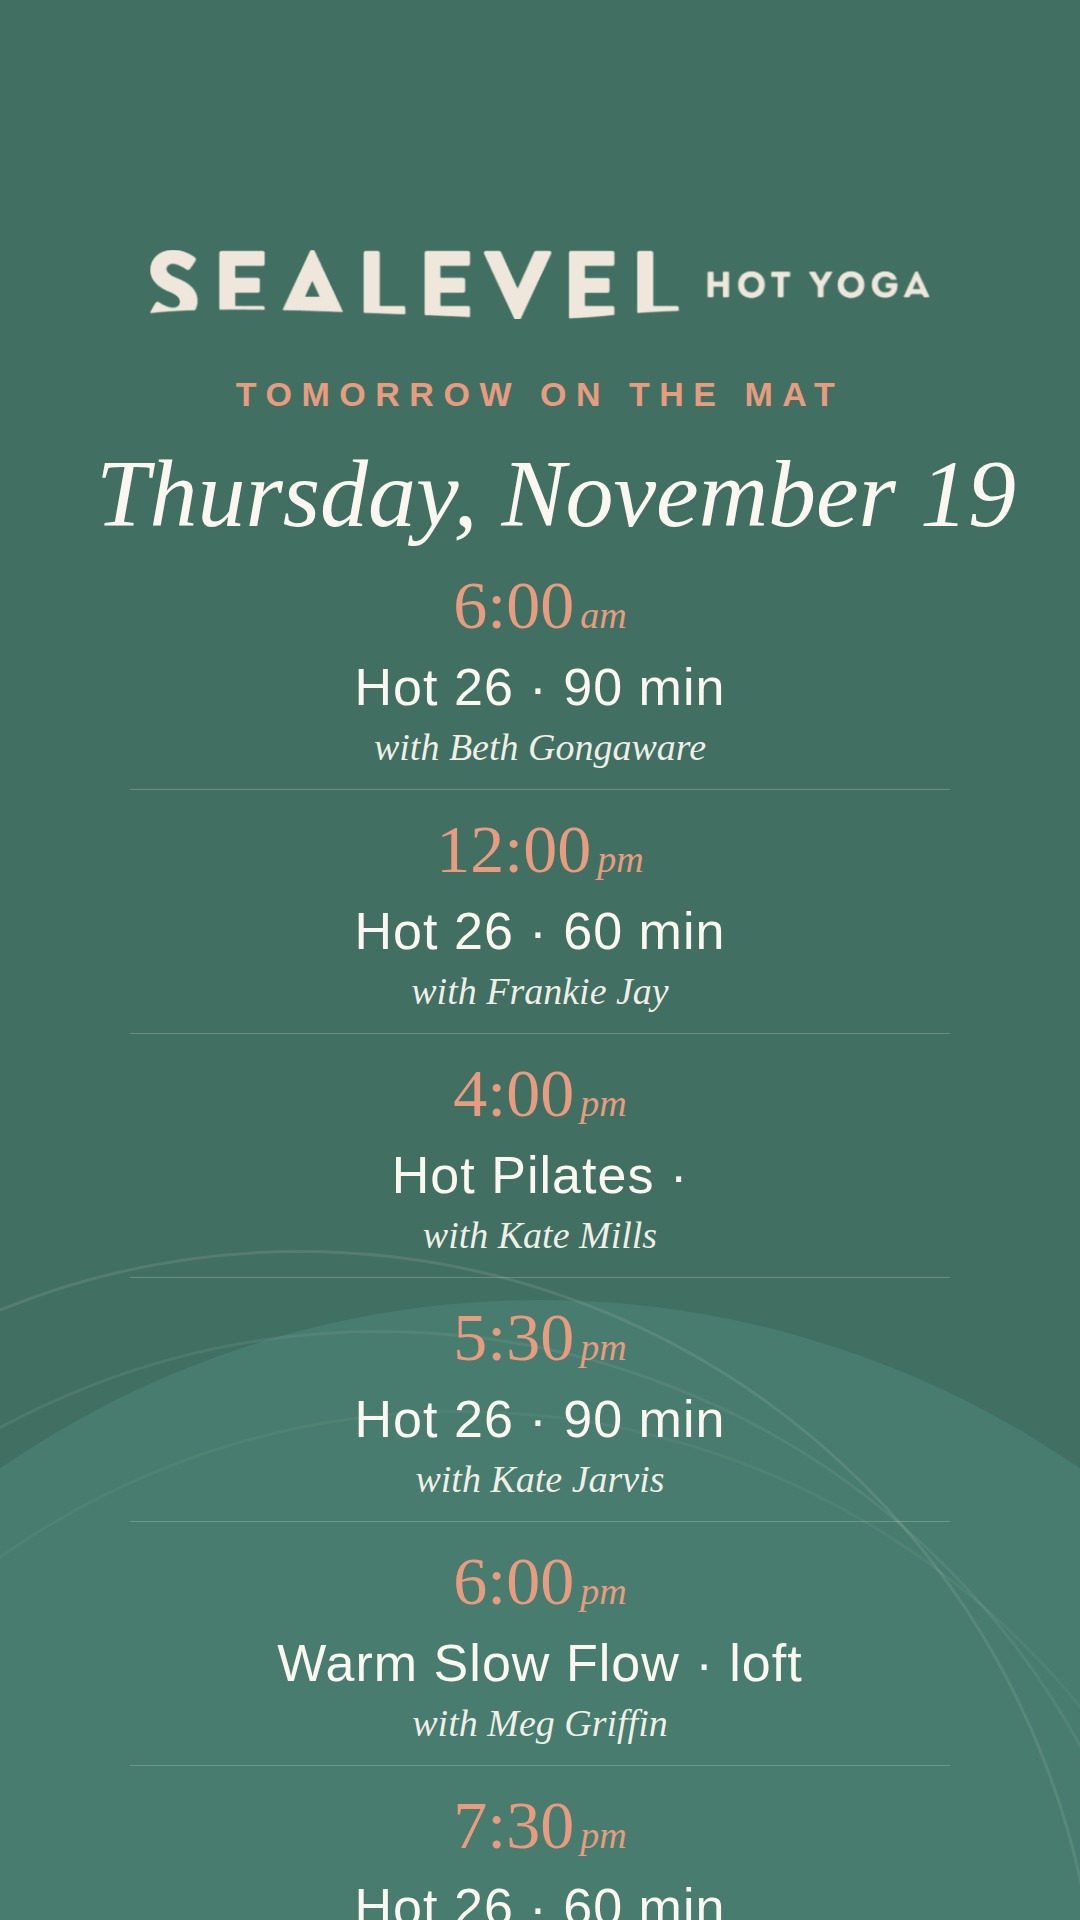 SEALEVEL HOT YOGA
TOMORROW ON THE MAT
Thursday, November 19
6:00 am
Hot 26 · 90 min
with Beth Gongaware
12:00 pm
Hot 26 · 60 min
with Frankie Jay
4:00 pm
Hot Pilates ·
with Kate Mills
5:30 pm
Hot 26 · 90 min
with Kate Jarvis
6:00 pm
Warm Slow Flow · loft
with Meg Griffin
7:30 pm
Hot 26 · 60 min